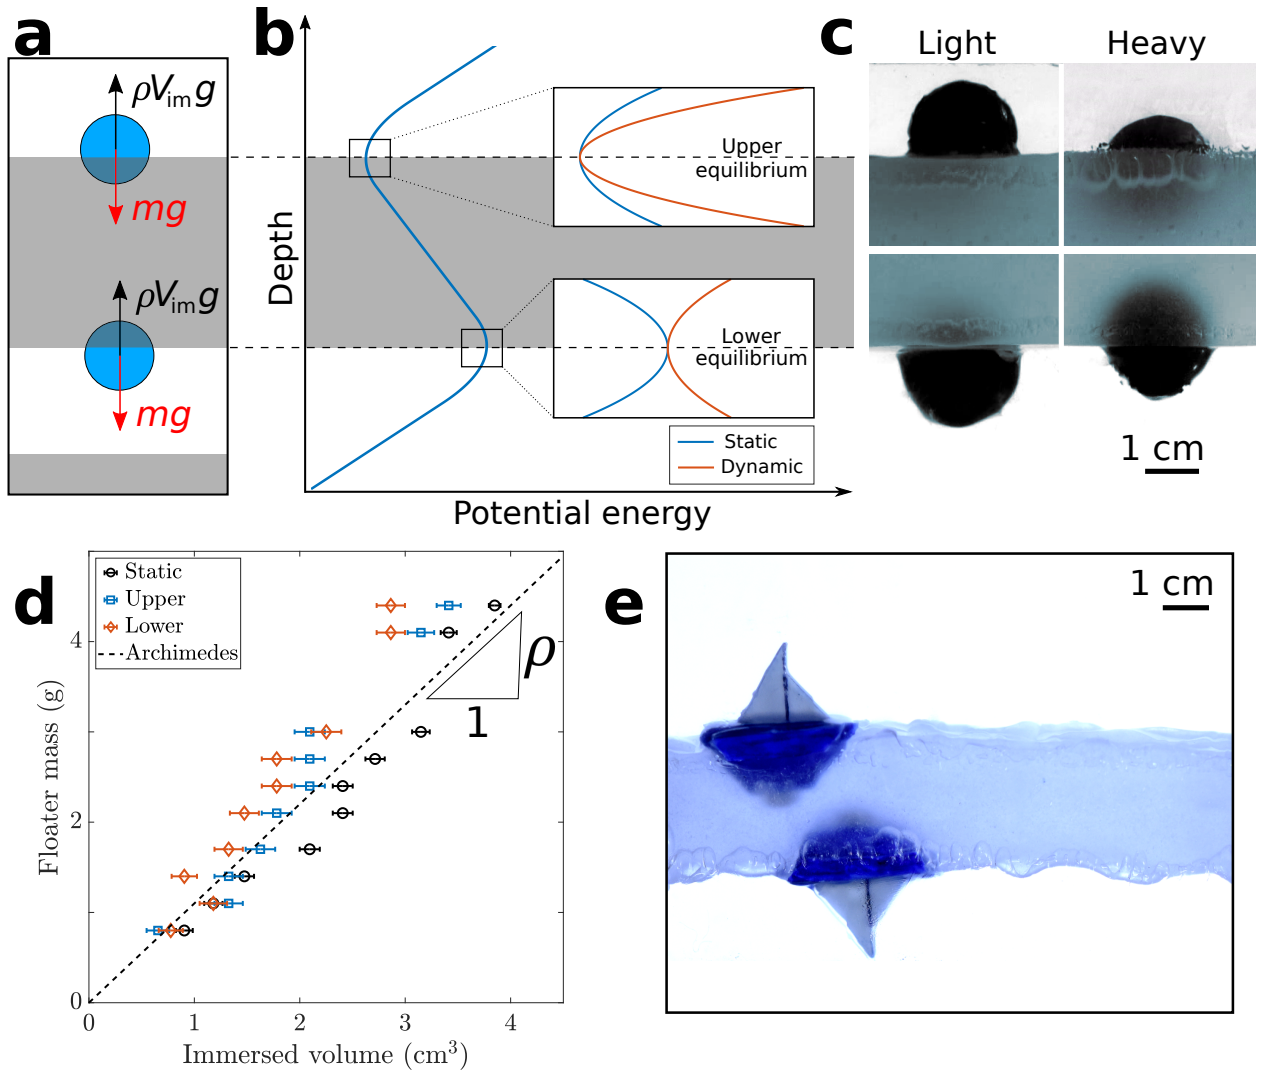 a
ρV_im g
mg
ρV_im g
mg
b
Depth
Potential energy
Upper
equilibrium
Lower
equilibrium
Static
Dynamic
c
Light Heavy
1 cm
d
Static
Upper
Lower
Archimedes
ρ
1
4
2
0
0 1 2 3 4
Floater mass (g)
Immersed volume (cm³)
e
1 cm